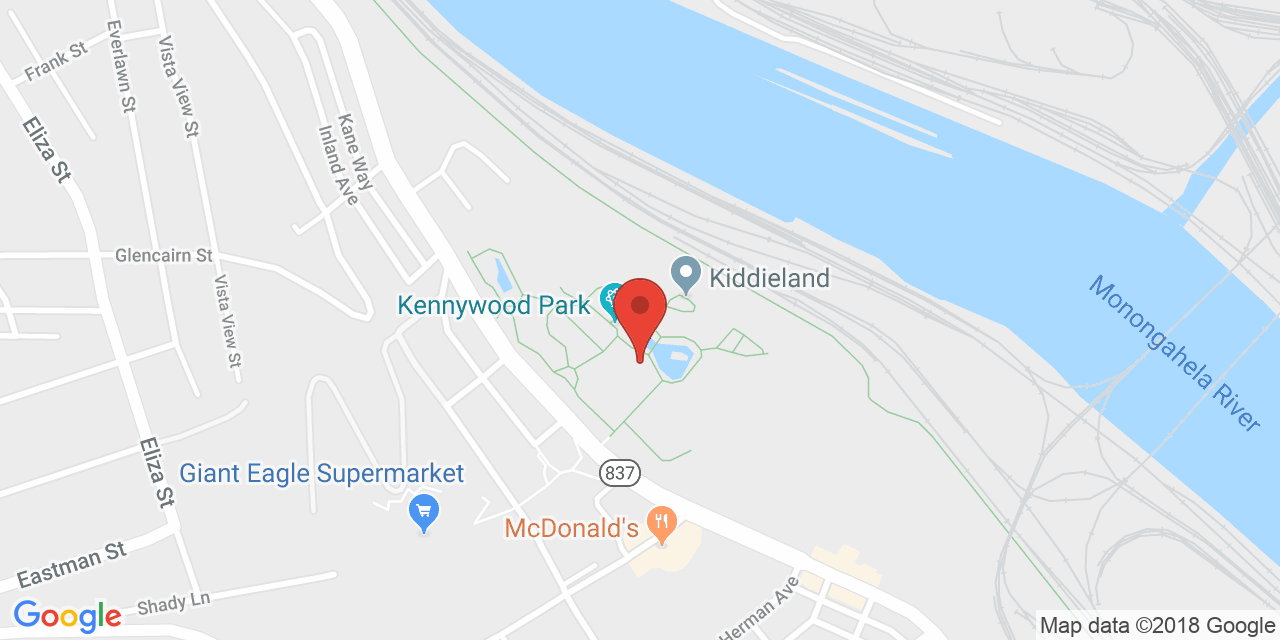 Frank St
Everlawn St
Vista View St
Eliza St
Kane Way
Inland Ave
Glencairn St
Vista View St
Kiddieland
Kennywood Park
Monongahela River
Eliza St
Giant Eagle Supermarket
837
McDonald's
Eastman St
Shady Ln
Herman Ave
Google
Map data ©2018 Google